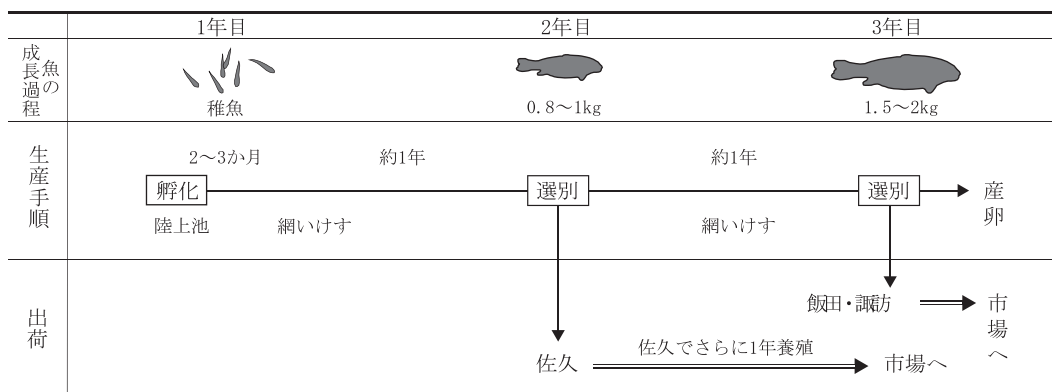 1年目
2年目
3年目
魚の成長過程
稚魚
0.8〜1kg
1.5〜2kg
生産手順
2〜3か月
約1年
約1年
孵化
選別
選別
産卵
陸上池
網いけす
網いけす
出荷
飯田・諏訪
市場へ
佐久
佐久でさらに1年養殖
市場へ